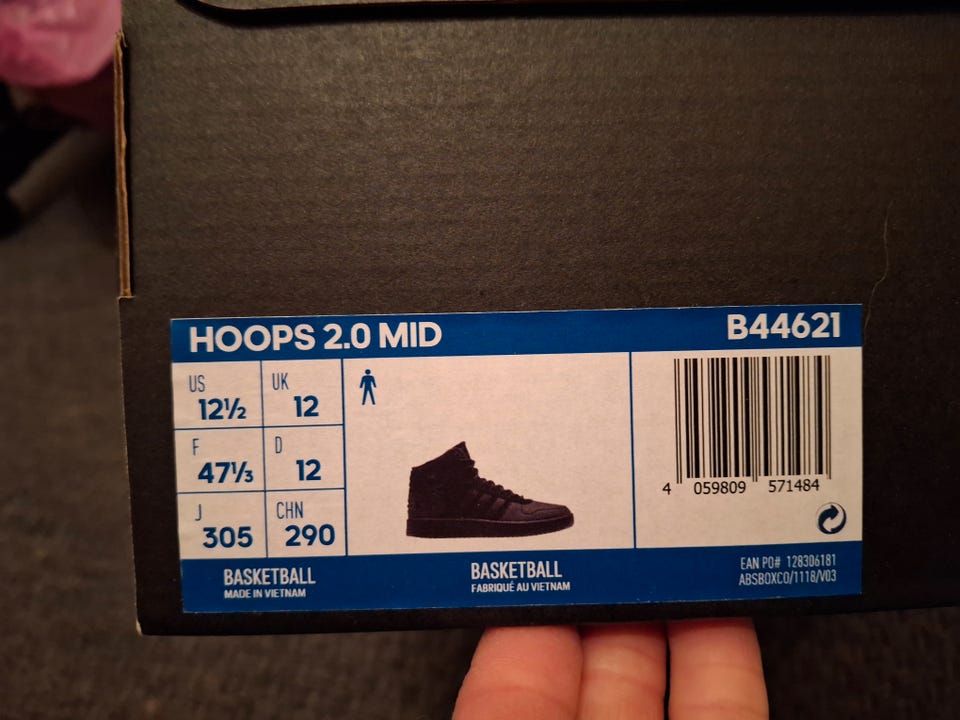 HOOPS 2.0 MID
B44621
US
12½
UK
12
F
47⅓
D
12
J
305
CHN
290
4 059809 571484
BASKETBALL
MADE IN VIETNAM
BASKETBALL
FABRIQUÉ AU VIETNAM
EAN PO# 128306181
ABSBOXCO/1118/V03